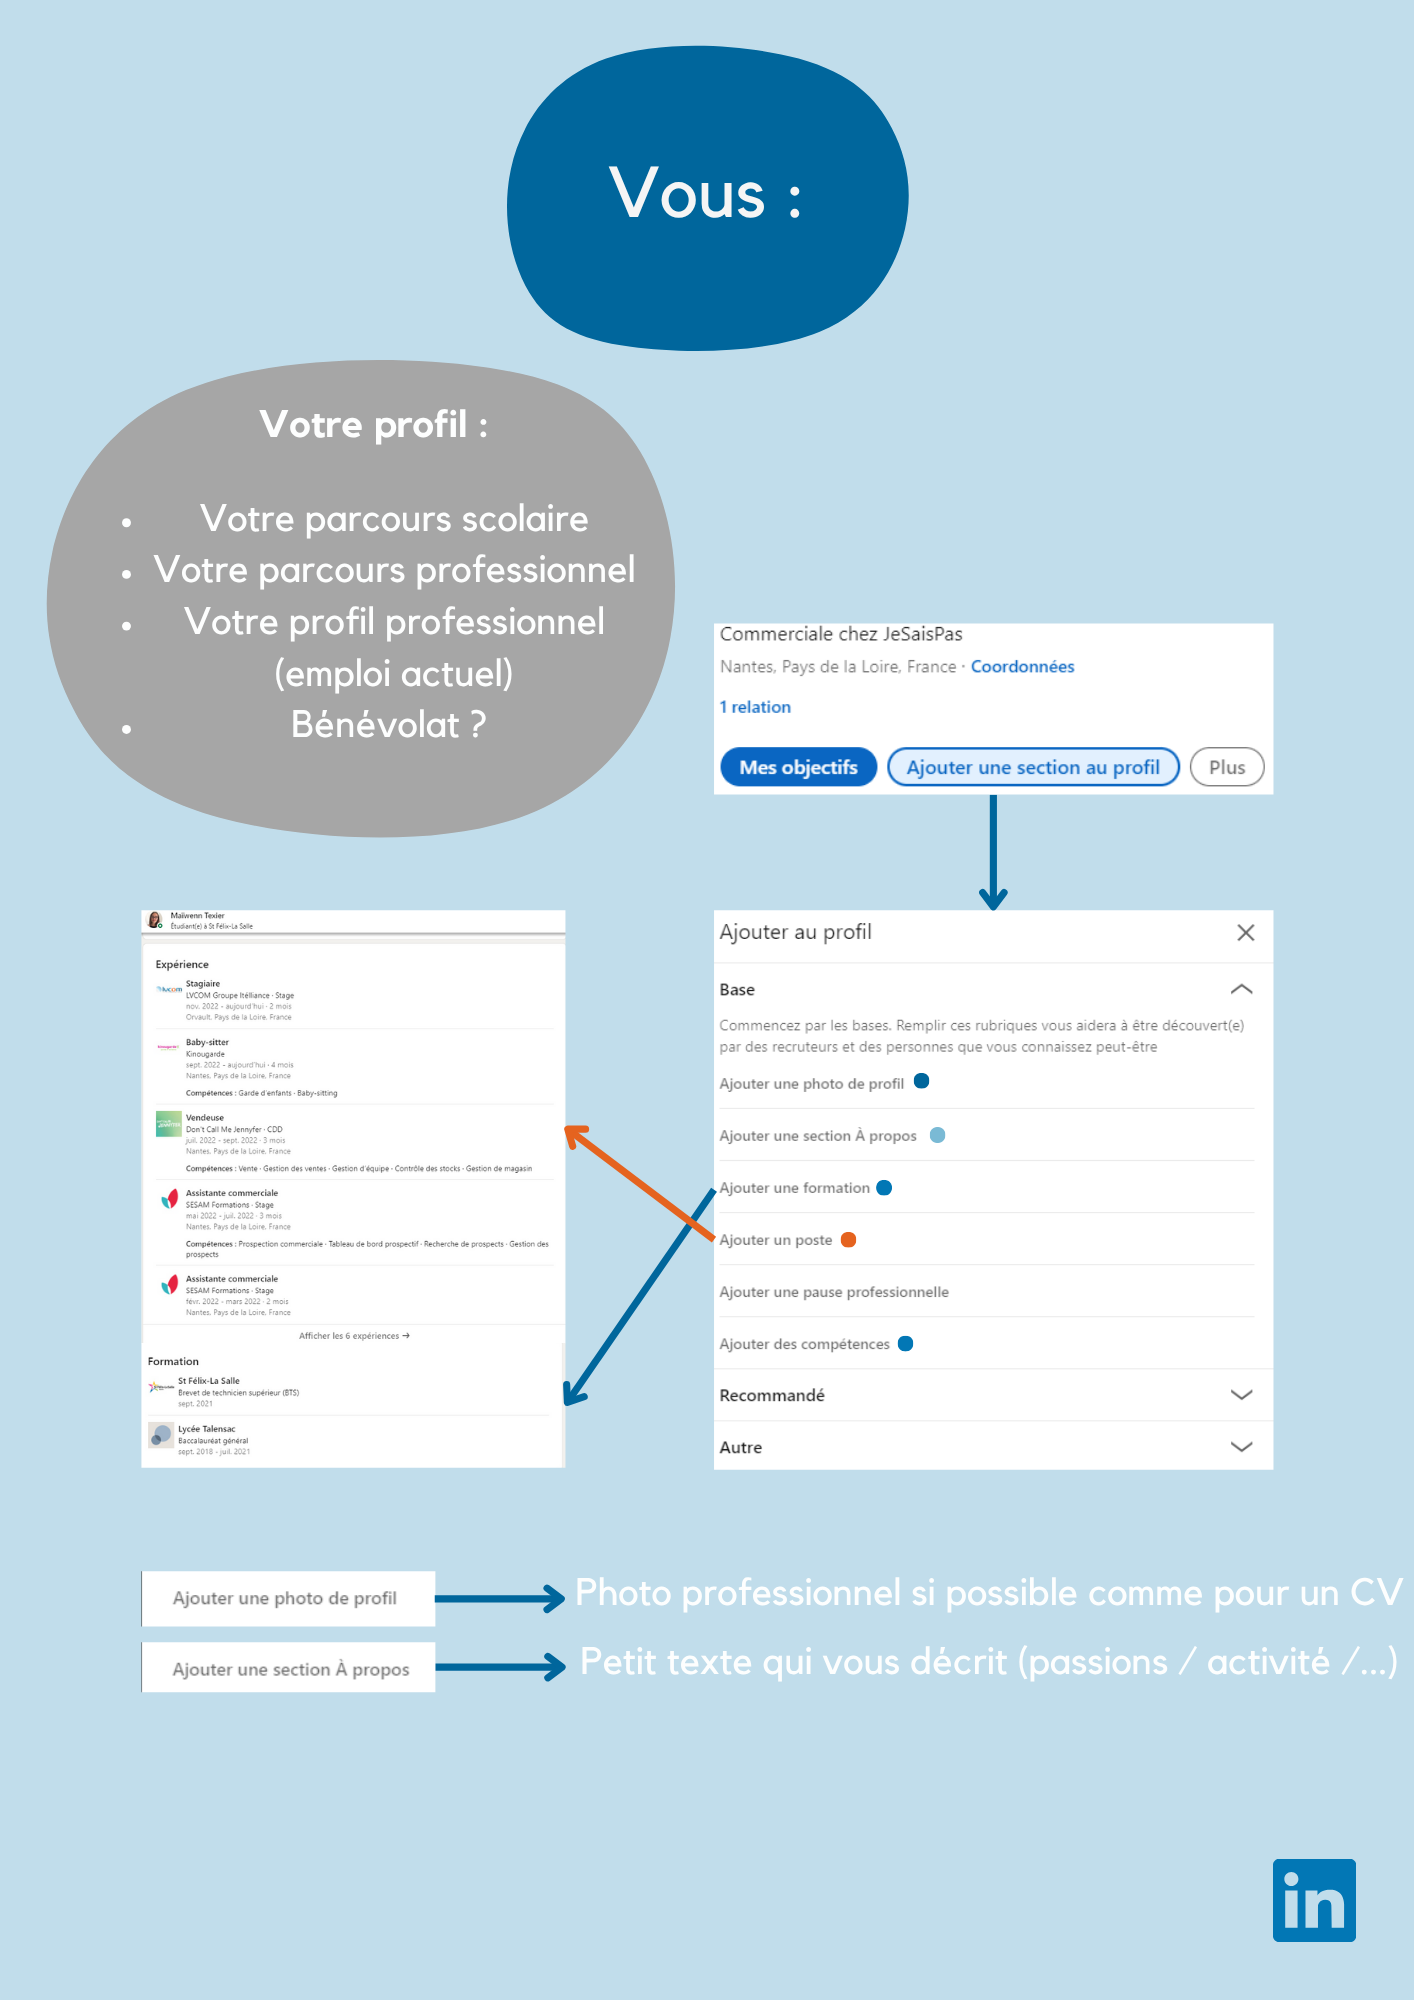 Vous :
Votre profil :
• Votre parcours scolaire
• Votre parcours professionnel
• Votre profil professionnel
(emploi actuel)
• Bénévolat ?
Commerciale chez JeSaisPas
Nantes, Pays de la Loire, France · Coordonnées
1 relation
Mes objectifs
Ajouter une section au profil
Plus
Maïwenn Texier
Étudiant(e) à St Félix-La Salle
Expérience
lvcom
Stagiaire
LVCOM Groupe Itélliance · Stage
nov. 2022 - aujourd'hui · 2 mois
Orvault, Pays de la Loire, France
Baby-sitter
Kinougarde
sept. 2022 - aujourd'hui · 4 mois
Nantes, Pays de la Loire, France
Compétences : Garde d'enfants · Baby-sitting
Vendeuse
Don't Call Me Jennyfer · CDD
juil. 2022 - sept. 2022 · 3 mois
Nantes, Pays de la Loire, France
Compétences : Vente · Gestion des ventes · Gestion d'équipe · Contrôle des stocks · Gestion de magasin
Assistante commerciale
SESAM Formations · Stage
mai 2022 - juil. 2022 · 3 mois
Nantes, Pays de la Loire, France
Compétences : Prospection commerciale · Tableau de bord prospectif · Recherche de prospects · Gestion des
prospects
Assistante commerciale
SESAM Formations · Stage
févr. 2022 - mars 2022 · 2 mois
Nantes, Pays de la Loire, France
Afficher les 6 expériences →
Formation
St Félix-La Salle
Brevet de technicien supérieur (BTS)
sept. 2021
Lycée Talensac
Baccalauréat général
sept. 2018 - juil. 2021
Ajouter au profil
Base
Commencez par les bases. Remplir ces rubriques vous aidera à être découvert(e)
par des recruteurs et des personnes que vous connaissez peut-être
Ajouter une photo de profil
Ajouter une section À propos
Ajouter une formation
Ajouter un poste
Ajouter une pause professionnelle
Ajouter des compétences
Recommandé
Autre
Ajouter une photo de profil
Photo professionnel si possible comme pour un CV
Ajouter une section À propos
Petit texte qui vous décrit (passions / activité /...)
in